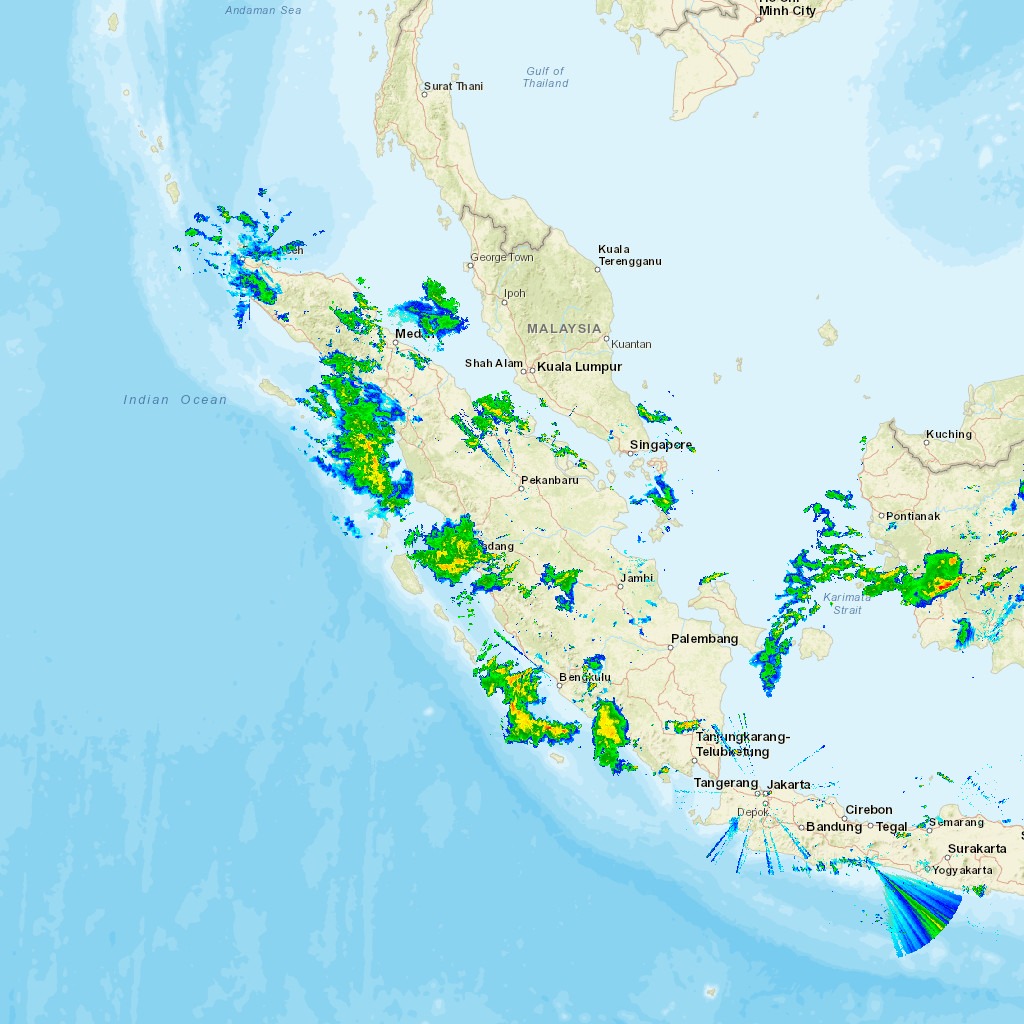 Andaman Sea
Minh City
Gulf of
Thailand
Surat Thani
Kuala
Terengganu
George Town
Ipoh
MALAYSIA
Kuantan
Shah Alam
Kuala Lumpur
Indian Ocean
Kuching
Singapore
Pekanbaru
Pontianak
Jambi
Karimata
Strait
Palembang
Bengkulu
Tanjungkarang-
Telukbetung
Tangerang
Jakarta
Depok
Cirebon
Bandung
Tegal
Semarang
Surakarta
Yogyakarta